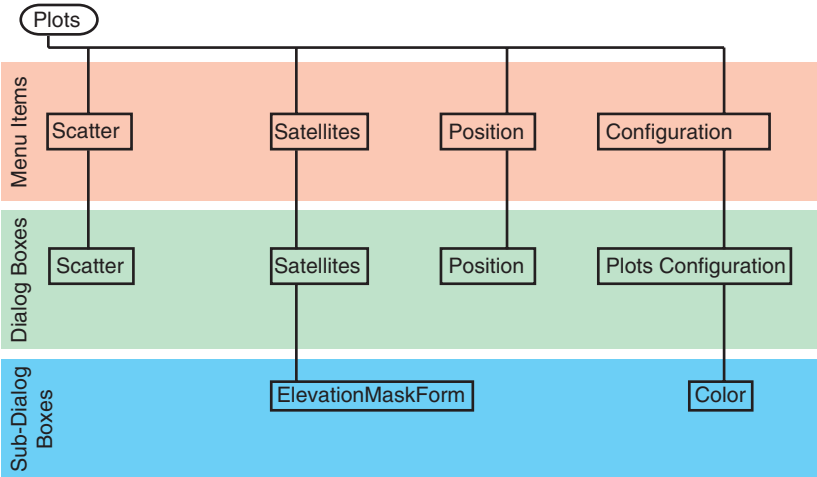 Plots
Menu Items
Scatter
Satellites
Position
Configuration
Dialog Boxes
Scatter
Satellites
Position
Plots Configuration
Sub-Dialog
Boxes
ElevationMaskForm
Color